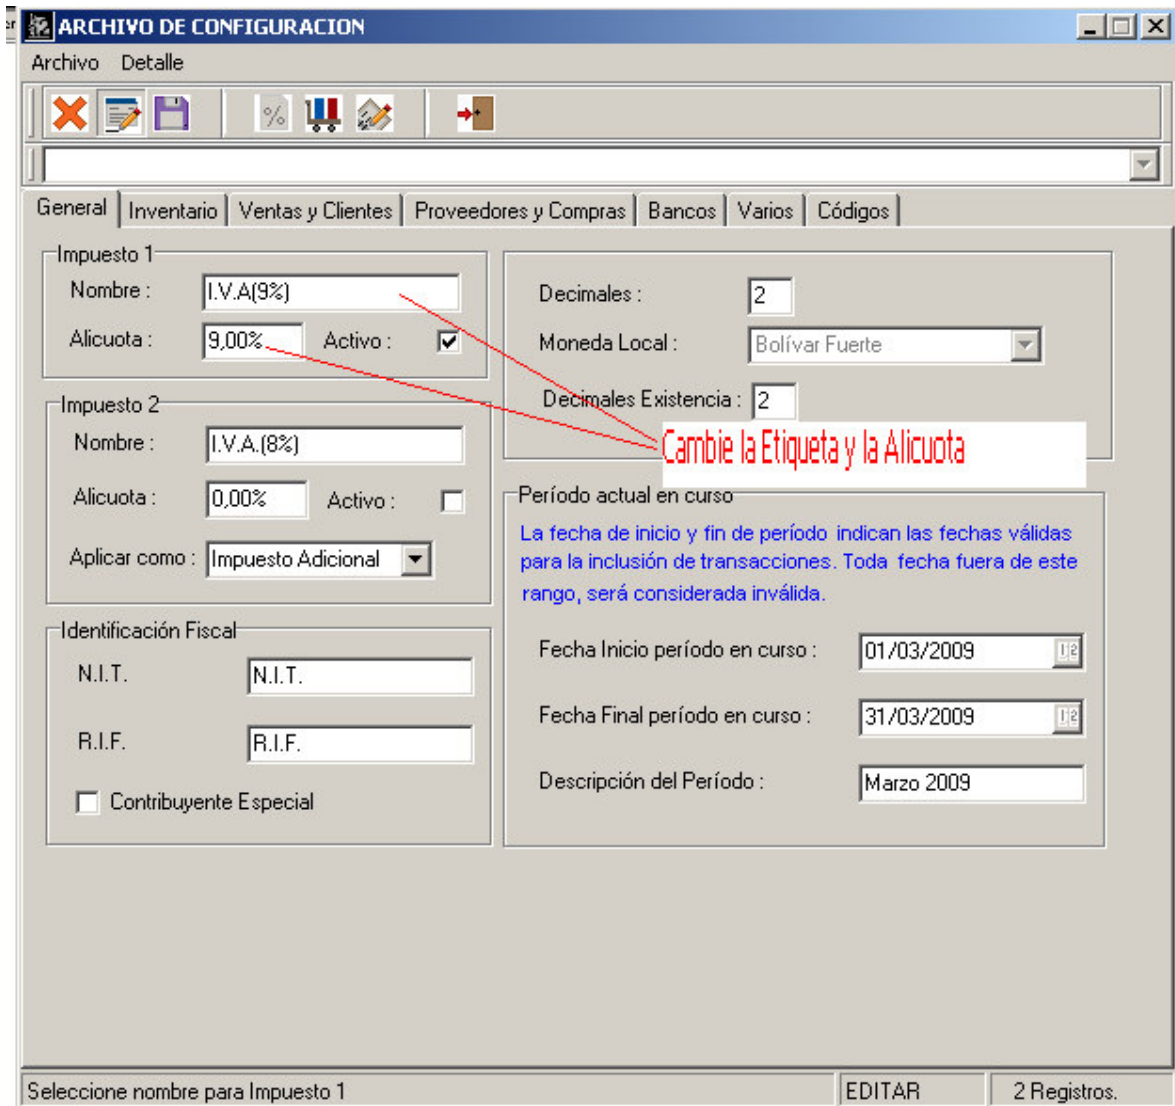 ARCHIVO DE CONFIGURACION
Archivo Detalle
General Inventario Ventas y Clientes Proveedores y Compras Bancos Varios Códigos
Impuesto 1
Nombre : I.V.A(9%)
Alicuota : 9,00% Activo :
Impuesto 2
Nombre : I.V.A.(8%)
Alicuota : 0,00% Activo :
Aplicar como : Impuesto Adicional
Identificación Fiscal
N.I.T. N.I.T.
R.I.F. R.I.F.
Contribuyente Especial
Decimales : 2
Moneda Local : Bolívar Fuerte
Decimales Existencia : 2
Cambie la Etiqueta y la Alicuota
Período actual en curso
La fecha de inicio y fin de período indican las fechas válidas
para la inclusión de transacciones. Toda fecha fuera de este
rango, será considerada inválida.
Fecha Inicio período en curso : 01/03/2009
Fecha Final período en curso : 31/03/2009
Descripción del Período : Marzo 2009
Seleccione nombre para Impuesto 1 EDITAR 2 Registros.